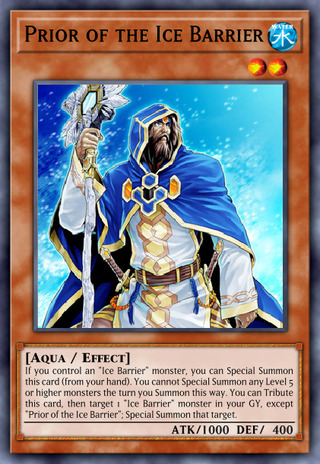 Prior of the Ice Barrier
WATER
水
[Aqua / Effect]
If you control an "Ice Barrier" monster, you can Special Summon
this card (from your hand). You cannot Special Summon any Level 5
or higher monsters the turn you Summon this way. You can Tribute
this card, then target 1 "Ice Barrier" monster in your GY, except
"Prior of the Ice Barrier"; Special Summon that target.
ATK/1000 DEF/ 400